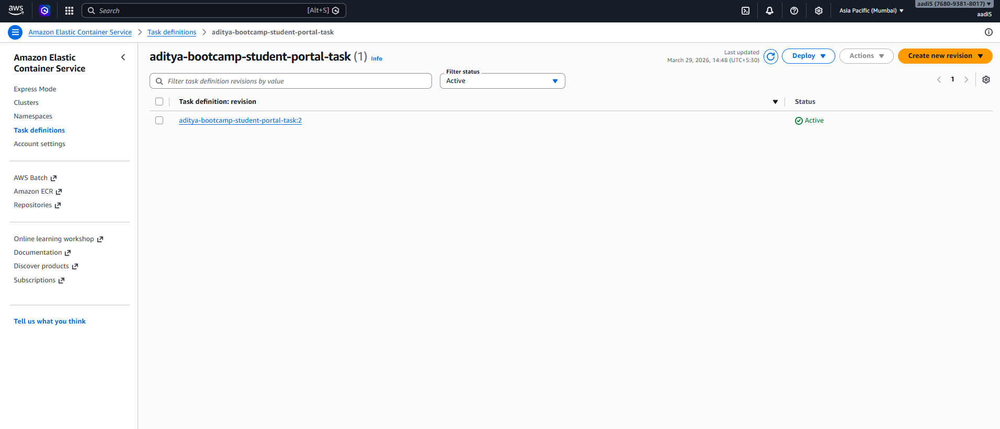 aws
Search
[Alt+S]
Asia Pacific (Mumbai)
aadiS (7680-9381-8017)
aadiS
Amazon Elastic Container Service
Task definitions
aditya-bootcamp-student-portal-task
Amazon Elastic
Container Service
Express Mode
Clusters
Namespaces
Task definitions
Account settings
AWS Batch
Amazon ECR
Repositories
Online learning workshop
Documentation
Discover products
Subscriptions
Tell us what you think
aditya-bootcamp-student-portal-task (1) Info
Last updated
March 29, 2026, 14:48 (UTC+5:30)
Deploy
Actions
Create new revision
Filter task definition revisions by value
Filter status
Active
1
Task definition: revision
Status
aditya-bootcamp-student-portal-task:2
Active